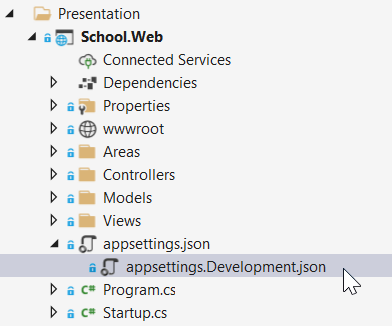 Presentation
School.Web
Connected Services
Dependencies
Properties
wwwroot
Areas
Controllers
Models
Views
appsettings.json
appsettings.Development.json
C# Program.cs
C# Startup.cs